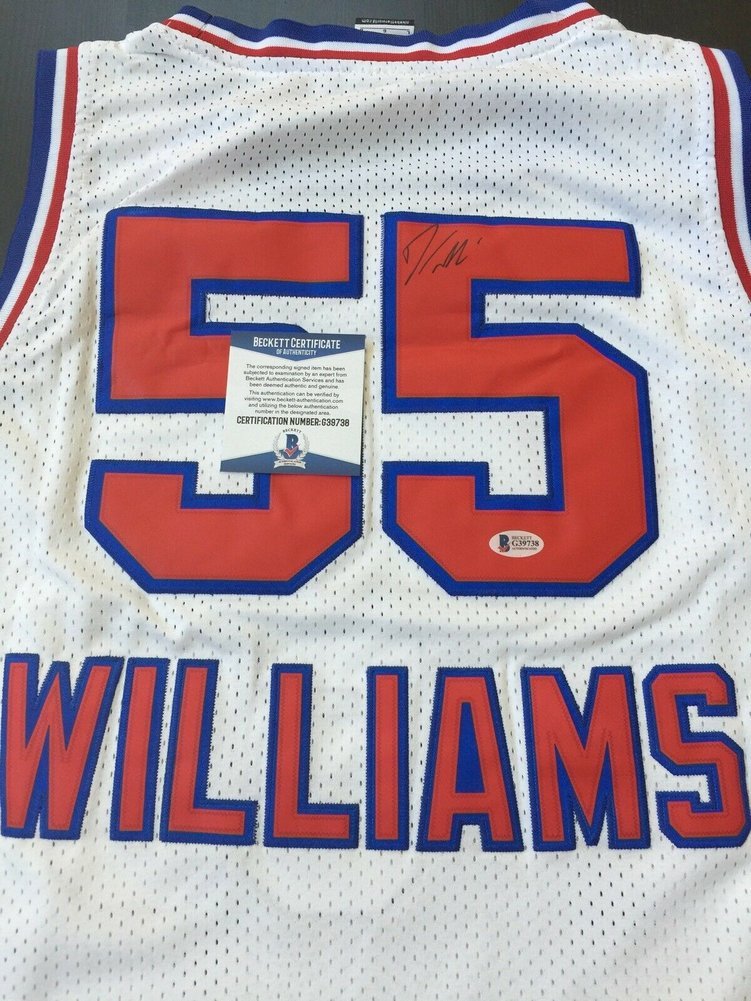 55
BECKETT CERTIFICATE
OF AUTHENTICITY
The corresponding signed item has been
subjected to examination by an expert from
Beckett Authentication Services and has
been deemed authentic and genuine.
This authentication can be verified by
visiting www.beckett-authentication.com
and utilizing the below authentication
number in the designated area.
CERTIFICATION NUMBER:G39738
BECKETT
B
BECKETT
G39738
AUTHENTICATED
WILLIAMS